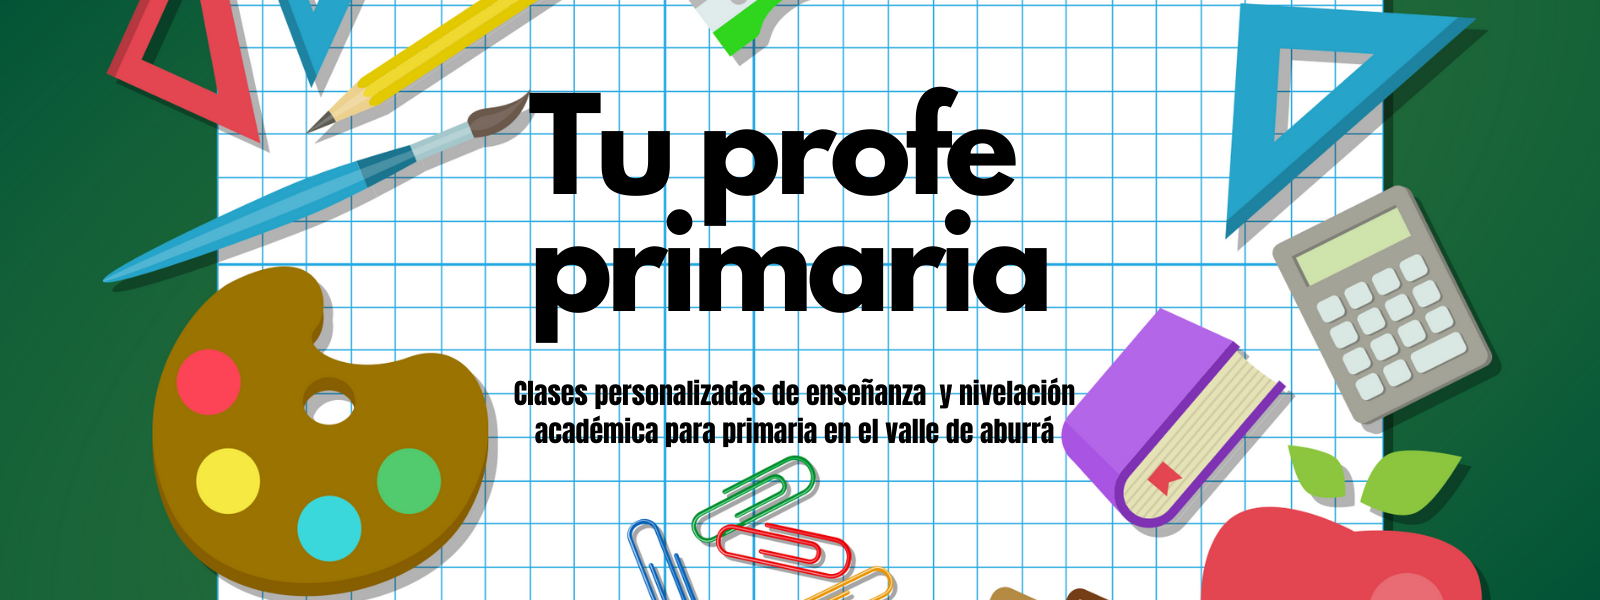 Tu profe
primaria
Clases personalizadas de enseñanza  y nivelación
académica para primaria en el valle de aburrá